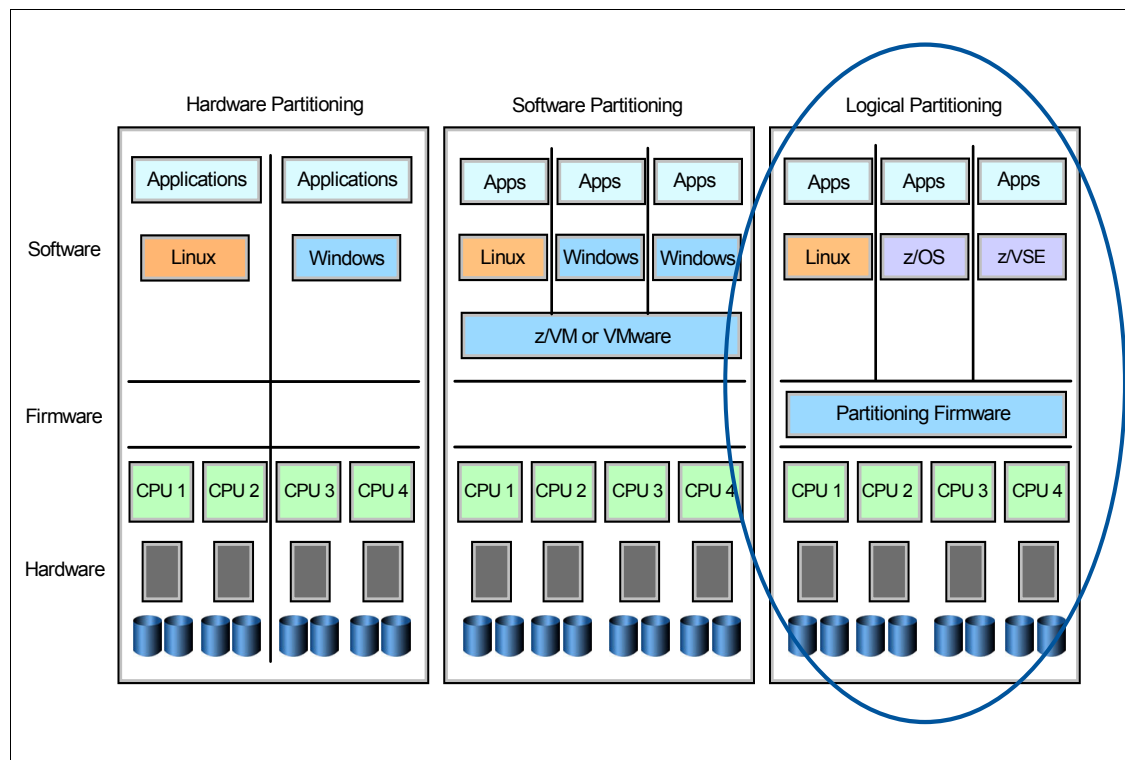 Hardware Partitioning
Software Partitioning
Logical Partitioning
Applications
Applications
Apps
Apps
Apps
Apps
Apps
Apps
Software
Linux
Windows
Linux
Windows
Windows
Linux
z/OS
z/VSE
z/VM or VMware
Firmware
Partitioning Firmware
CPU 1
CPU 2
CPU 3
CPU 4
CPU 1
CPU 2
CPU 3
CPU 4
CPU 1
CPU 2
CPU 3
CPU 4
Hardware